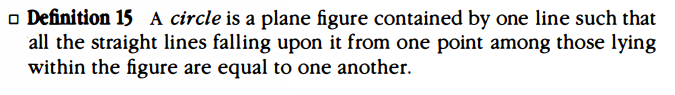 □ Definition 15 A circle is a plane figure contained by one line such that
all the straight lines falling upon it from one point among those lying
within the figure are equal to one another.